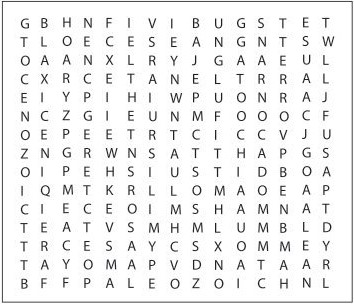 G B H N F I V I B U G S T E T
T L O E C E S E A N G N T S W
O A A N X L R Y J G A A E U L
C X R C E T A N E L T R R A L
E I Y P I H I W P U O N R A J
N C Z G I E U N M F O O O C F
O E P E E T R T C I C C V J U
Z N G R W N S A T T H A P G S
O I P E H S I U S T I D B O A
I Q M T K R L L O M A O E A P
C I E C E O I M S H A M N A T
T E A T V S M H M L U M B L D
T R C E S A Y C S X O M M E Y
T A Y O M A P V D N A T A A R
B F F P A L E O Z O I C H N L